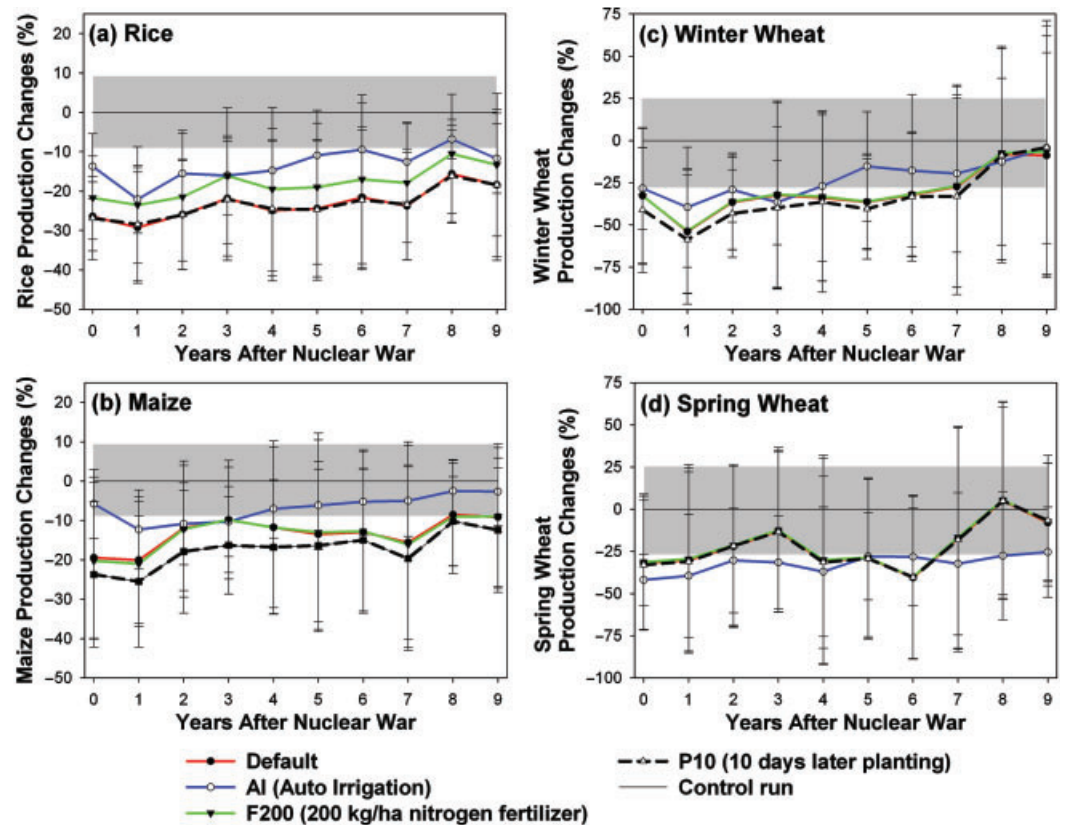 (a) Rice
Rice Production Changes (%)
20
10
0
−10
−20
−30
−40
−50
0 1 2 3 4 5 6 7 8 9
Years After Nuclear War
(c) Winter Wheat
Winter Wheat
Production Changes (%)
75
50
25
0
−25
−50
−75
−100
0 1 2 3 4 5 6 7 8 9
Years After Nuclear War
(b) Maize
Maize Production Changes (%)
20
10
0
−10
−20
−30
−40
−50
0 1 2 3 4 5 6 7 8 9
Years After Nuclear War
(d) Spring Wheat
Spring Wheat
Production Changes (%)
75
50
25
0
−25
−50
−75
−100
0 1 2 3 4 5 6 7 8 9
Years After Nuclear War
Default
AI (Auto Irrigation)
F200 (200 kg/ha nitrogen fertilizer)
P10 (10 days later planting)
Control run